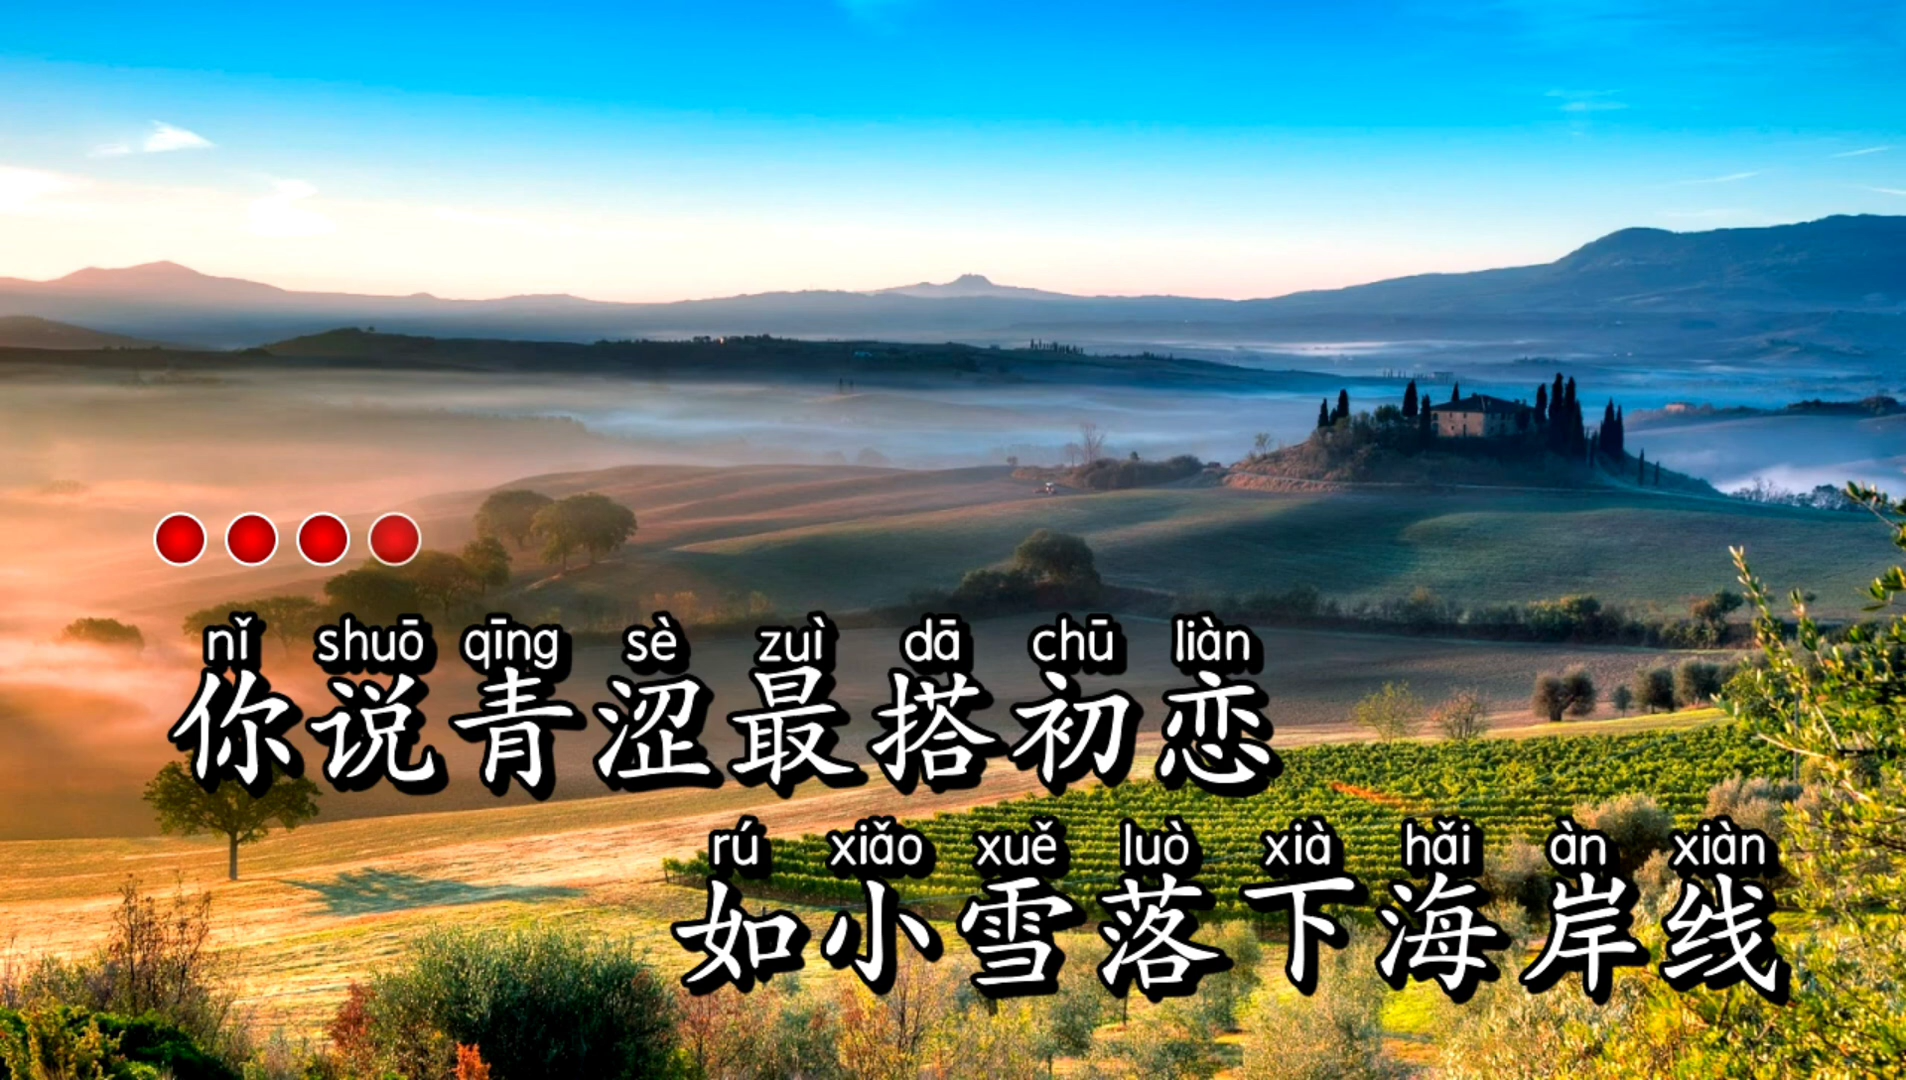 nǐ shuō qīng sè zuì dā chū liàn
你说青涩最搭初恋
rú xiǎo xuě luò xià hǎi àn xiàn
如小雪落下海岸线